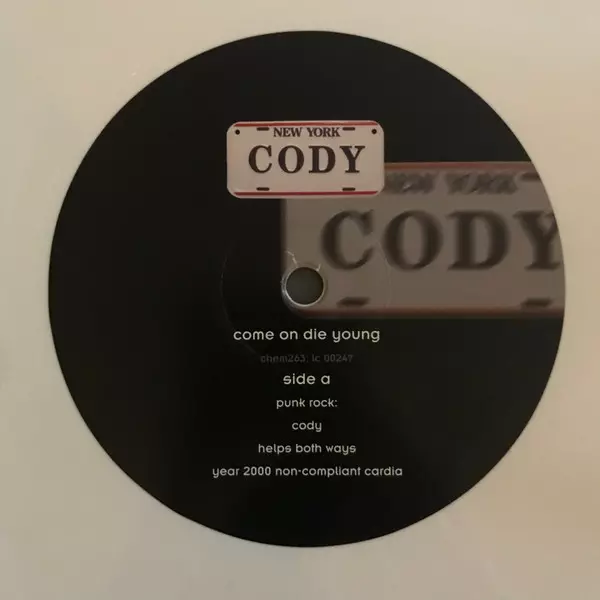 NEW YORK
CODY
NEW YORK
CODY
come on die young
chem263: lc 00247
side a
punk rock:
cody
helps both ways
year 2000 non-compliant cardia